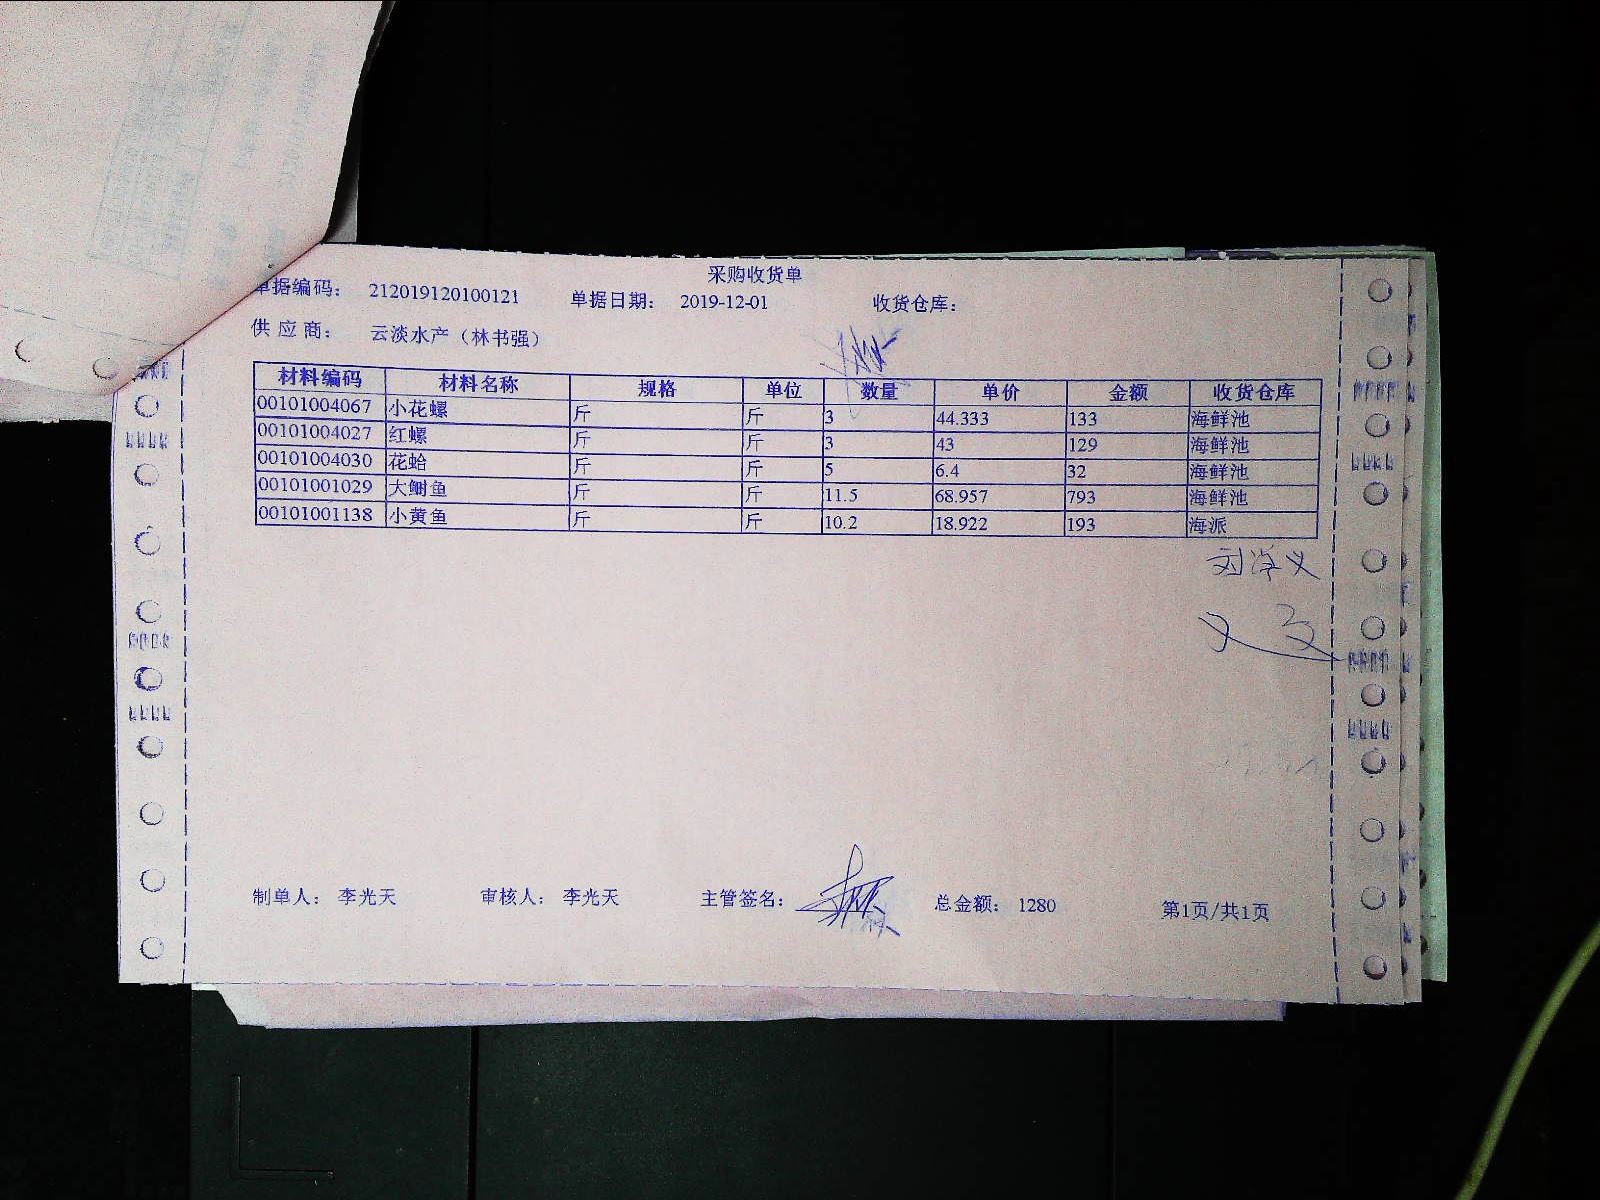 采购收货单
单据编码： 212019120100121 单据日期： 2019-12-01 收货仓库：
供应商： 云淡水产（林书强）
材料编码 材料名称 规格 单位 数量 单价 金额 收货仓库
00101004067 小花螺 斤 斤 3 44.333 133 海鲜池
00101004027 红螺 斤 斤 3 43 129 海鲜池
00101004030 花蛤 斤 斤 5 6.4 32 海鲜池
00101001029 大鲷鱼 斤 斤 11.5 68.957 793 海鲜池
00101001138 小黄鱼 斤 斤 10.2 18.922 193 海派
制单人： 李光天 审核人： 李光天 主管签名： 总金额： 1280 第1页/共1页